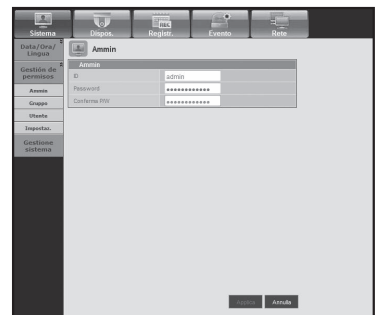 Sistema Dispos. Registr. Evento Rete
REC
Data/Ora/
Lingua
Gestión de
permisos
Ammin
Gruppo
Utente
Impostaz.
Gestione
sistema
Ammin
Ammin
ID admin
Password ●●●●●●●●●●●●
Conferma P/W ●●●●●●●●●●●●
Applica Annulla